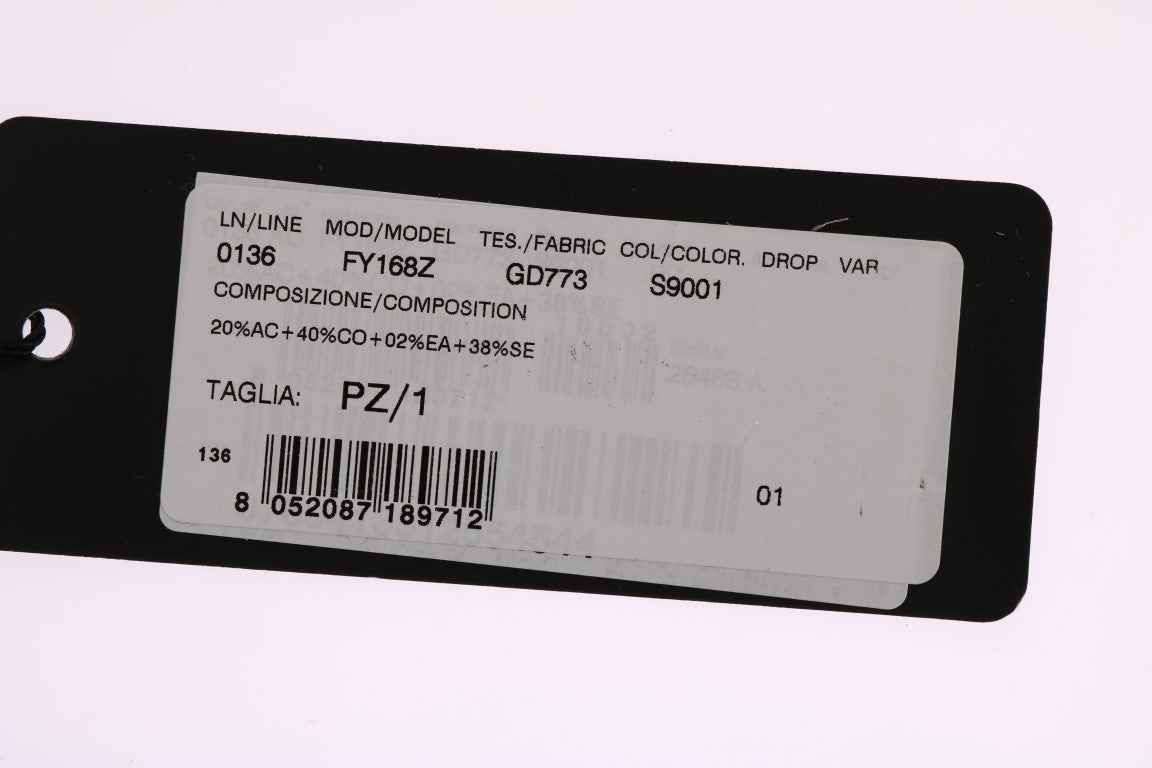 LN/LINE MOD/MODEL TES./FABRIC COL/COLOR. DROP VAR
0136 FY168Z GD773 S9001
COMPOSIZIONE/COMPOSITION
20%AC+40%CO+02%EA+38%SE
TAGLIA: PZ/1
136
8 052087 189712
01